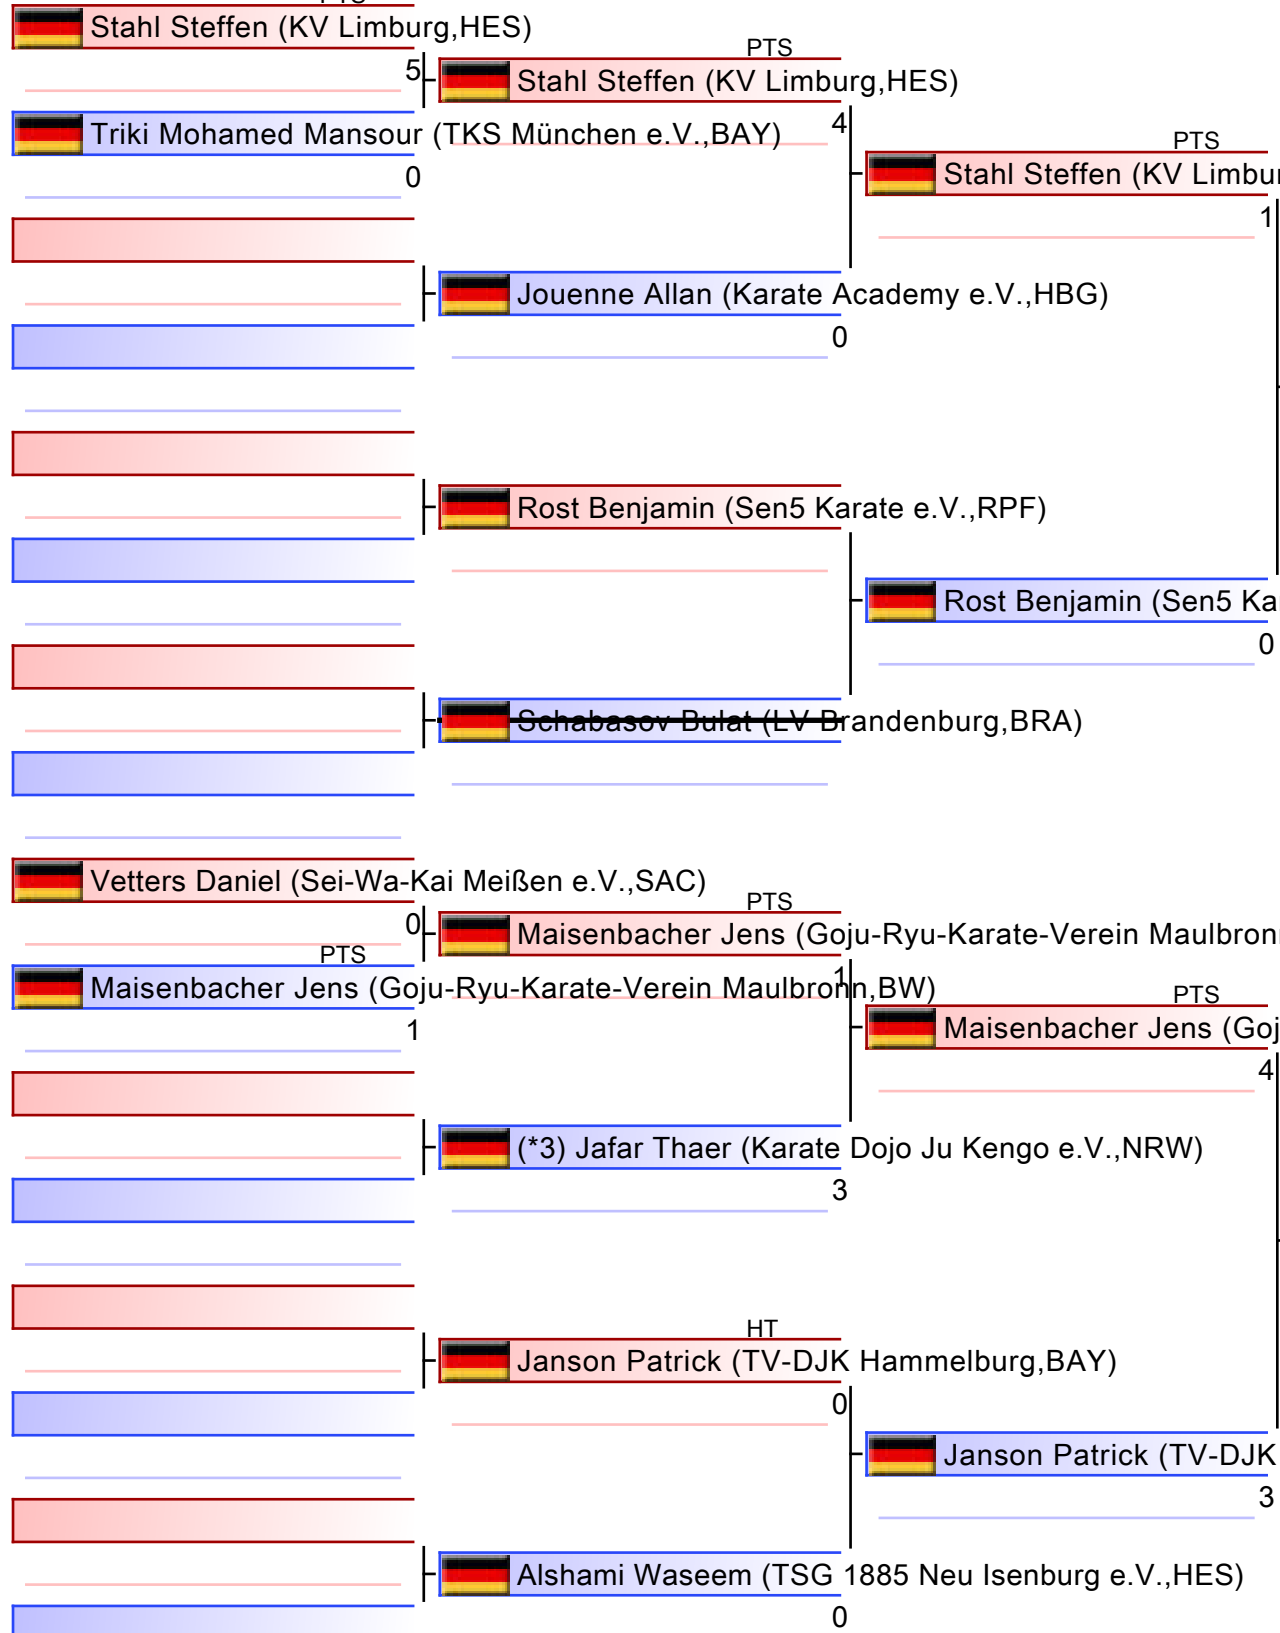 Stahl Steffen (KV Limburg,HES)
5
Triki Mohamed Mansour (TKS München e.V.,BAY)
0
Vetters Daniel (Sei-Wa-Kai Meißen e.V.,SAC)
0
PTS
Maisenbacher Jens (Goju-Ryu-Karate-Verein Maulbronn,BW)
1
PTS
Stahl Steffen (KV Limburg,HES)
4
Jouenne Allan (Karate Academy e.V.,HBG)
0
Rost Benjamin (Sen5 Karate e.V.,RPF)
Schabasov Bulat (LV Brandenburg,BRA)
PTS
Maisenbacher Jens (Goju-Ryu-Karate-Verein Maulbronn
1
(*3) Jafar Thaer (Karate Dojo Ju Kengo e.V.,NRW)
3
HT
Janson Patrick (TV-DJK Hammelburg,BAY)
0
Alshami Waseem (TSG 1885 Neu Isenburg e.V.,HES)
0
PTS
Stahl Steffen (KV Limbur
1
Rost Benjamin (Sen5 Kar
0
PTS
Maisenbacher Jens (Goj
4
Janson Patrick (TV-DJK
3